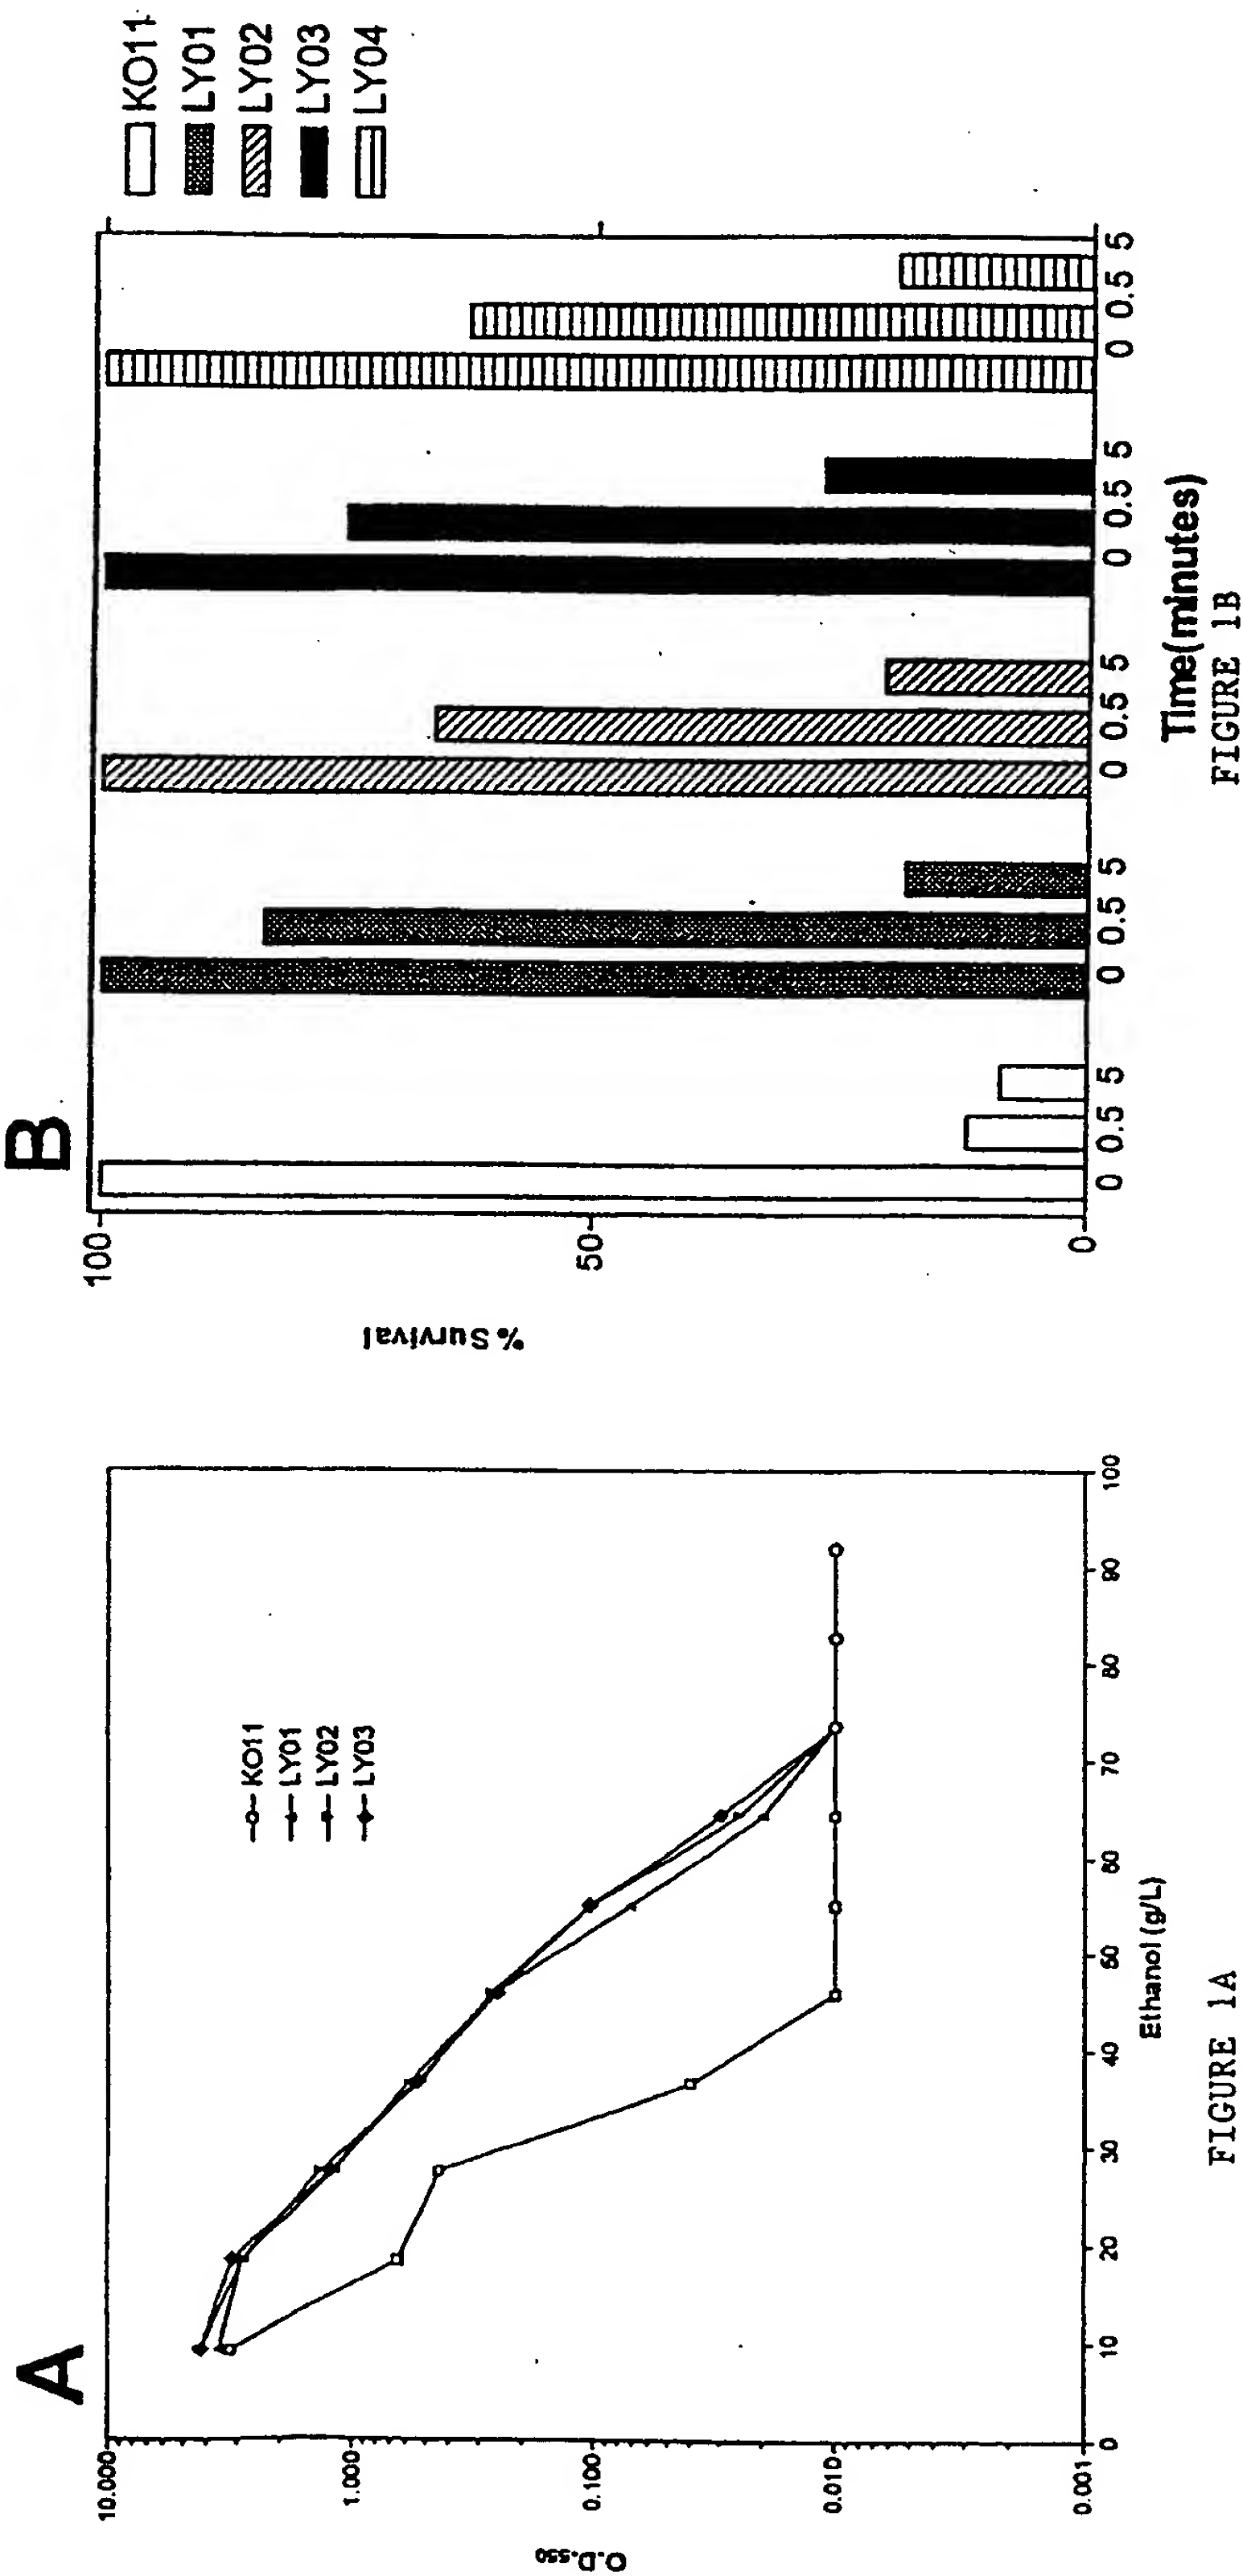 A
10.000
1.000
0.100
0.010
0.001
O.D.550
0 10 20 30 40 50 60 70 80 90 100
Ethanol (g/L)
KO11
LY01
LY02
LY03
FIGURE 1A
B
100
50
0
% Survival
0 0.5 5 0 0.5 5 0 0.5 5 0 0.5 5 0 0.5 5
Time(minutes)
KO11
LY01
LY02
LY03
LY04
FIGURE 1B